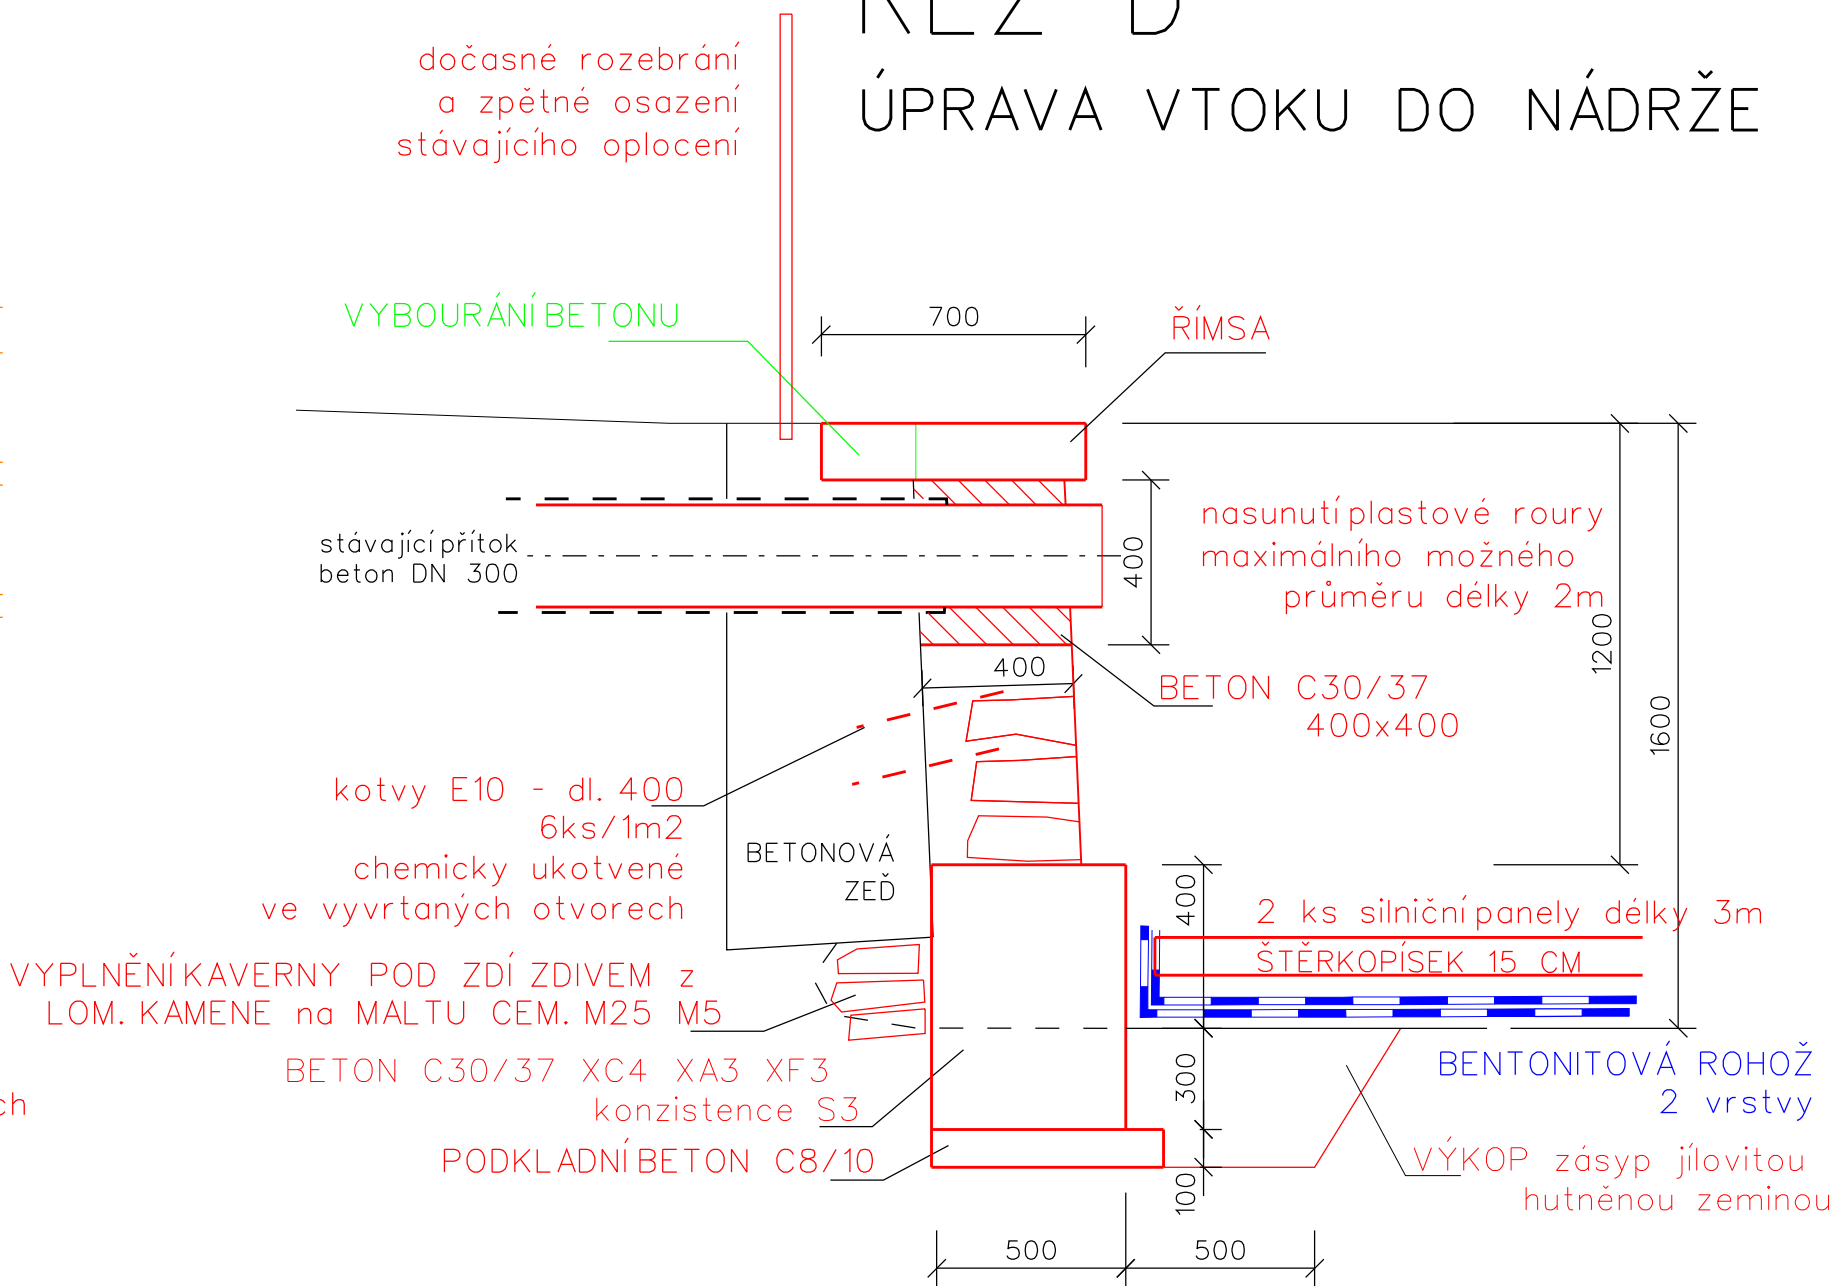 ÚPRAVA VTOKU DO NÁDRŽE
dočasné rozebrání
a zpětné osazení
stávajícího oplocení
VYBOURÁNÍ BETONU
700
ŘÍMSA
stávající přítok
beton DN 300
400
nasunutí plastové roury
maximálního možného
průměru délky 2m
1200
1600
400
BETON C30/37
400x400
kotvy E10 - dl. 400
6ks/1m2
chemicky ukotvené
ve vyvrtaných otvorech
BETONOVÁ
ZEĎ
400
2 ks silniční panely délky 3m
ŠTĚRKOPÍSEK 15 CM
VYPLNĚNÍ KAVERNY POD ZDÍ ZDIVEM z
LOM. KAMENE na MALTU CEM. M25 M5
BETON C30/37 XC4 XA3 XF3
konzistence S3
300
BENTONITOVÁ ROHOŽ
2 vrstvy
ch
PODKLADNÍ BETON C8/10
100
VÝKOP zásyp jílovitou
hutněnou zeminou
500
500